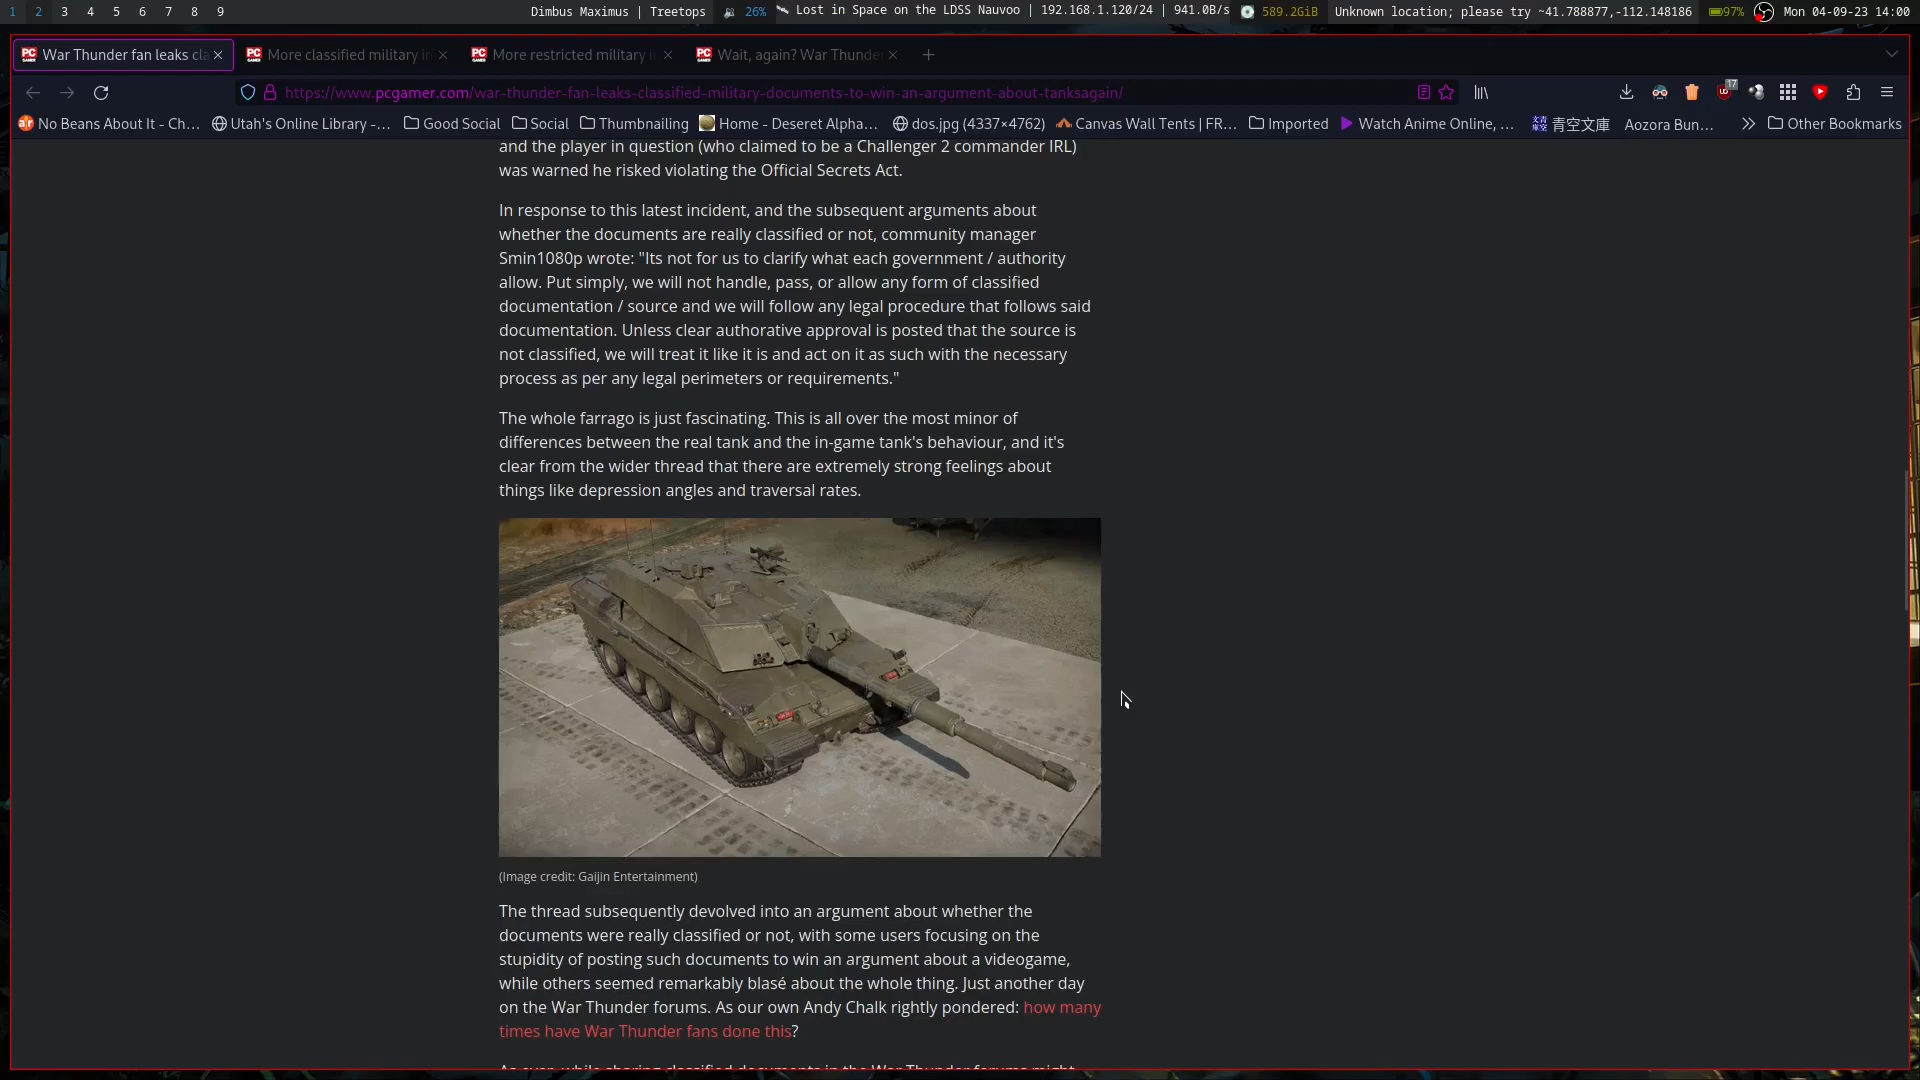 1 2 3 4 5 6 7 8 9
Dimbus Maximus | Treetops
26%
Lost in Space on the LDSS Nauvoo | 192.168.1.120/24 | 941.0B/s
589.2GiB
Unknown location; please try ~41.788877,-112.148186
97%
Mon 04-09-23 14:00
War Thunder fan leaks cla
More classified military in
More restricted military i
Wait, again? War Thunde
https://www.pcgamer.com/war-thunder-fan-leaks-classified-military-documents-to-win-an-argument-about-tanksagain/
17
No Beans About It - Ch...
Utah's Online Library -...
Good Social
Social
Thumbnailing
Home - Deseret Alpha...
dos.jpg (4337×4762)
Canvas Wall Tents | FR...
Imported
Watch Anime Online, ...
青空文庫
Aozora Bun...
Other Bookmarks
and the player in question (who claimed to be a Challenger 2 commander IRL)
was warned he risked violating the Official Secrets Act.
In response to this latest incident, and the subsequent arguments about
whether the documents are really classified or not, community manager
Smin1080p wrote: "Its not for us to clarify what each government / authority
allow. Put simply, we will not handle, pass, or allow any form of classified
documentation / source and we will follow any legal procedure that follows said
documentation. Unless clear authorative approval is posted that the source is
not classified, we will treat it like it is and act on it as such with the necessary
process as per any legal perimeters or requirements."
The whole farrago is just fascinating. This is all over the most minor of
differences between the real tank and the in-game tank's behaviour, and it's
clear from the wider thread that there are extremely strong feelings about
things like depression angles and traversal rates.
(Image credit: Gaijin Entertainment)
The thread subsequently devolved into an argument about whether the
documents were really classified or not, with some users focusing on the
stupidity of posting such documents to win an argument about a videogame,
while others seemed remarkably blasé about the whole thing. Just another day
on the War Thunder forums. As our own Andy Chalk rightly pondered: how many
times have War Thunder fans done this?
As ever, while sharing classified documents in the War Thunder forums might